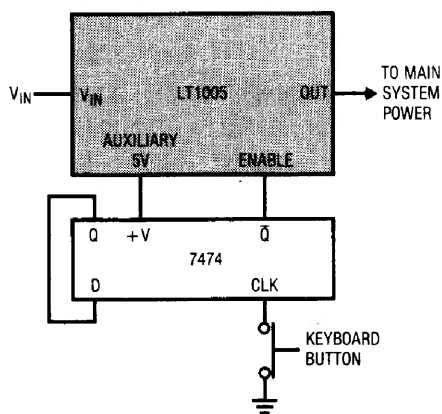 V_IN
V_IN
LT1005
OUT
TO MAIN
SYSTEM
POWER
AUXILIARY
5V
ENABLE
Q
+V
Q̅
7474
D
CLK
KEYBOARD
BUTTON